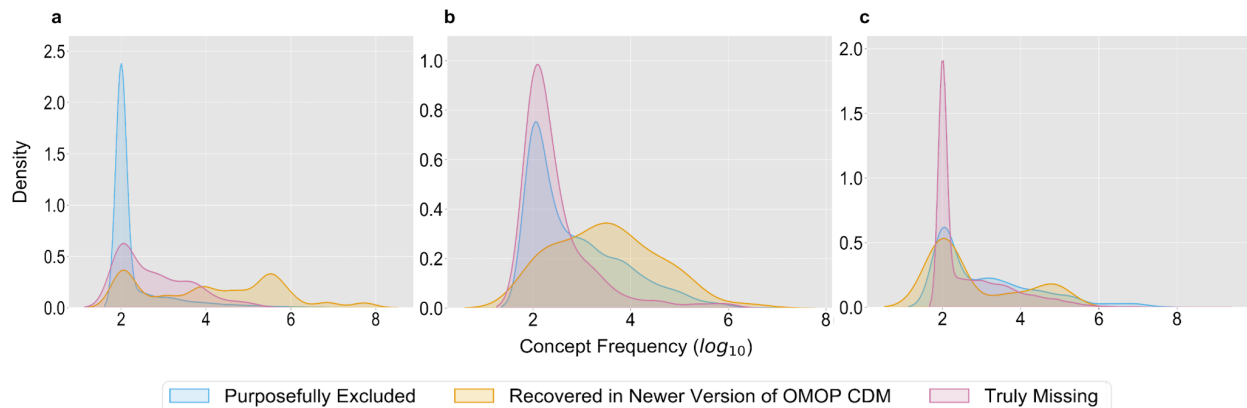 a b c
2.5
2.0
1.5
1.0
0.5
0.0
2 4 6 8
1.0
0.8
0.6
0.4
0.2
0.0
2 4 6 8
2.0
1.5
1.0
0.5
0.0
2 4 6 8
Density
Concept Frequency (log10)
Purposefully Excluded Recovered in Newer Version of OMOP CDM Truly Missing